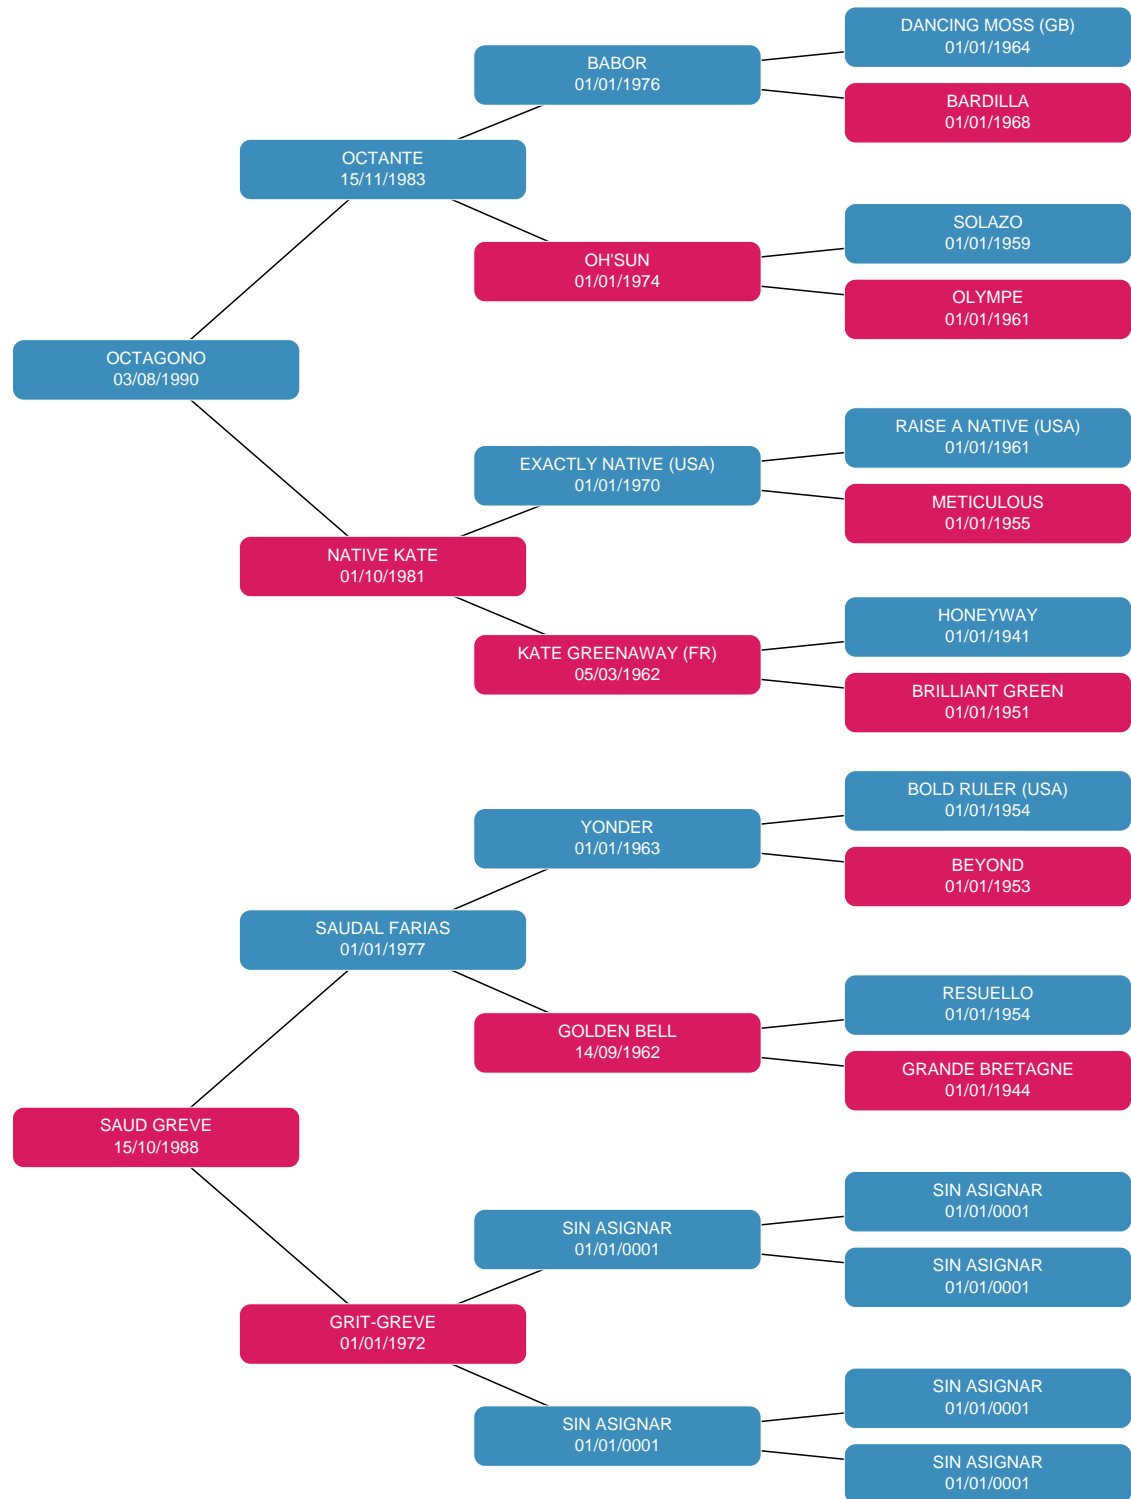 DANCING MOSS (GB)
01/01/1964
BABOR
01/01/1976
BARDILLA
01/01/1968
OCTANTE
15/11/1983
SOLAZO
01/01/1959
OH'SUN
01/01/1974
OLYMPE
01/01/1961
OCTAGONO
03/08/1990
RAISE A NATIVE (USA)
01/01/1961
EXACTLY NATIVE (USA)
01/01/1970
METICULOUS
01/01/1955
NATIVE KATE
01/10/1981
HONEYWAY
01/01/1941
KATE GREENAWAY (FR)
05/03/1962
BRILLIANT GREEN
01/01/1951
BOLD RULER (USA)
01/01/1954
YONDER
01/01/1963
BEYOND
01/01/1953
SAUDAL FARIAS
01/01/1977
RESUELLO
01/01/1954
GOLDEN BELL
14/09/1962
GRANDE BRETAGNE
01/01/1944
SAUD GREVE
15/10/1988
SIN ASIGNAR
01/01/0001
SIN ASIGNAR
01/01/0001
SIN ASIGNAR
01/01/0001
GRIT-GREVE
01/01/1972
SIN ASIGNAR
01/01/0001
SIN ASIGNAR
01/01/0001
SIN ASIGNAR
01/01/0001